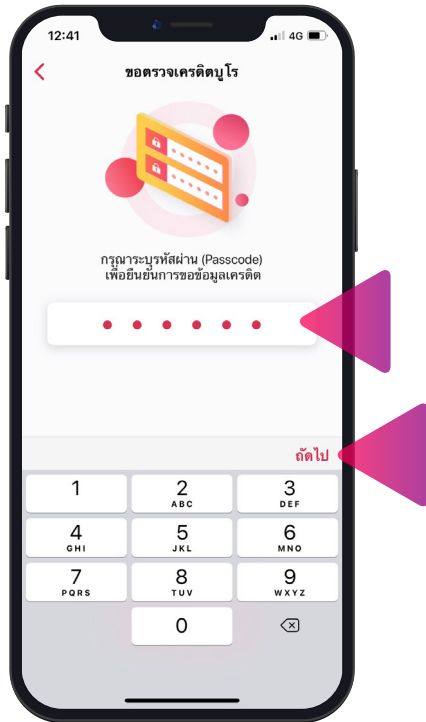 12:41
4G
ขอตรวจเครดิตบูโร
กรุณาระบุรหัสผ่าน (Passcode)
เพื่อยืนยันการขอข้อมูลเครดิต
ถัดไป
1 2 3
ABC DEF
4 5 6
GHI JKL MNO
7 8 9
PQRS TUV WXYZ
0